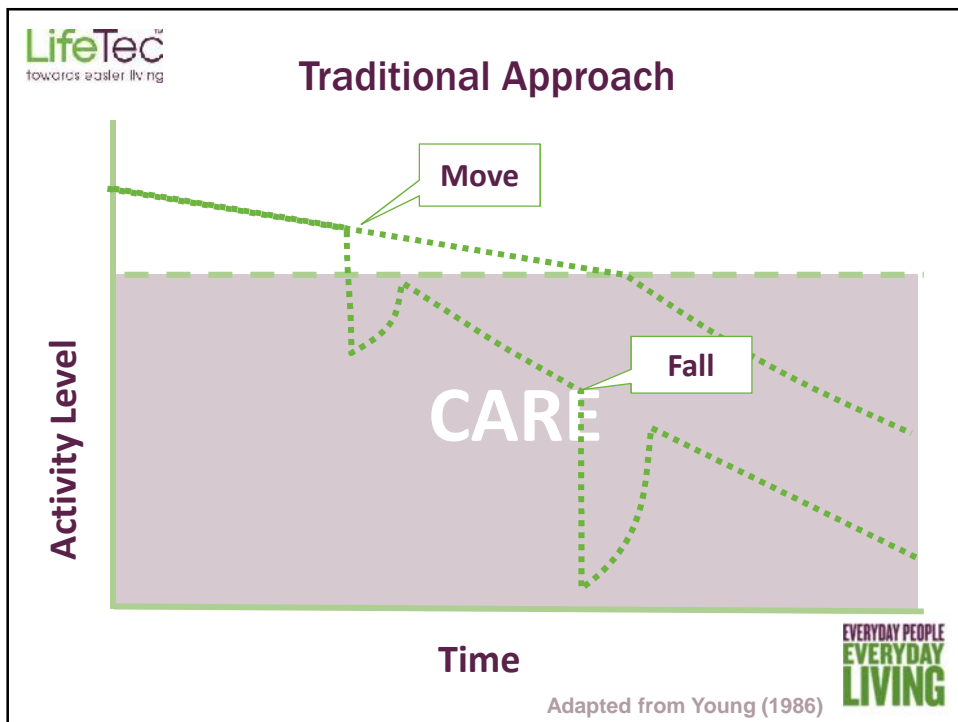 LifeTec™
towards easier living
Traditional Approach
Move
Fall
CARE
Activity Level
Time
Adapted from Young (1986)
EVERYDAY PEOPLE
EVERYDAY
LIVING